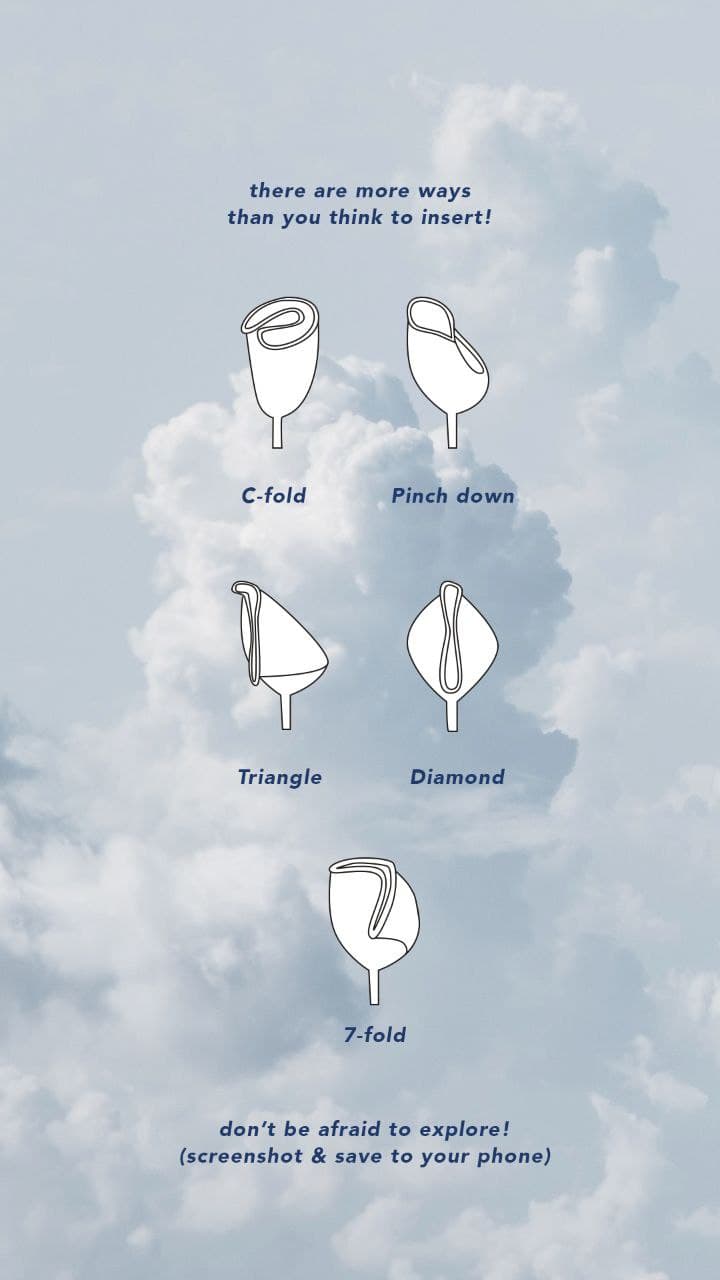 there are more ways
than you think to insert!
C-fold
Pinch down
Triangle
Diamond
7-fold
don't be afraid to explore!
(screenshot & save to your phone)